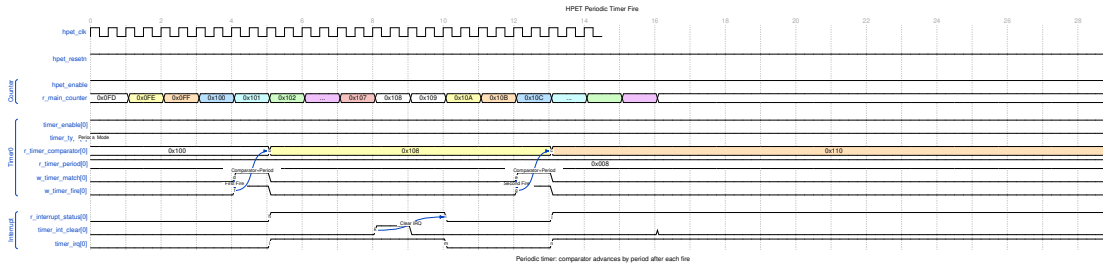 HPET Periodic Timer Fire
0 2 4 6 8 10 12 14 16 18 20 22 24 26 28
hpet_clk
hpet_resetn
Counter
hpet_enable
r_main_counter 0x0FD 0x0FE 0x0FF 0x100 0x101 0x102 ... 0x107 0x108 0x109 0x10A 0x10B 0x10C ...
Timer0
timer_enable[0]
timer_ty, Mode
r_timer_comparator[0] 0x100 0x108 0x110
r_timer_period[0] 0x008
Comparator+Period Comparator+Period
w_timer_match[0]
First Fire Second Fire
w_timer_fire[0]
Interrupt
r_interrupt_status[0]
Clear IRQ
timer_int_clear[0]
timer_irq[0]
Periodic timer: comparator advances by period after each fire